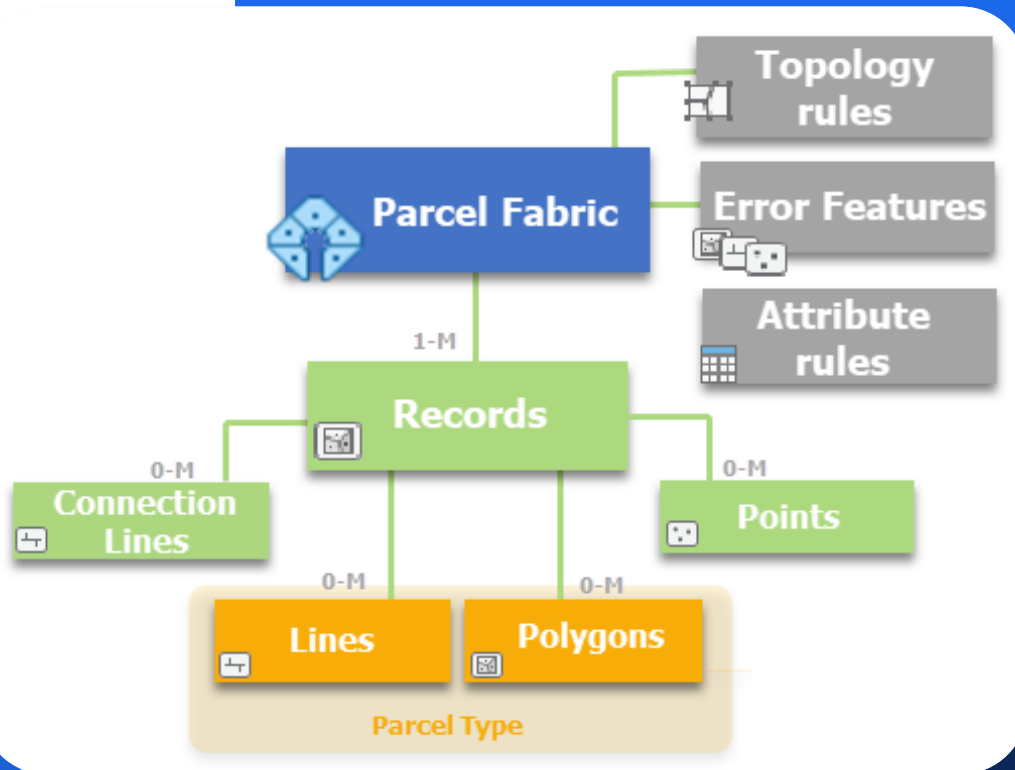 Topology
rules
Parcel Fabric
Error Features
Attribute
rules
1-M
Records
0-M
Connection
Lines
0-M
Points
0-M
Lines
0-M
Polygons
Parcel Type